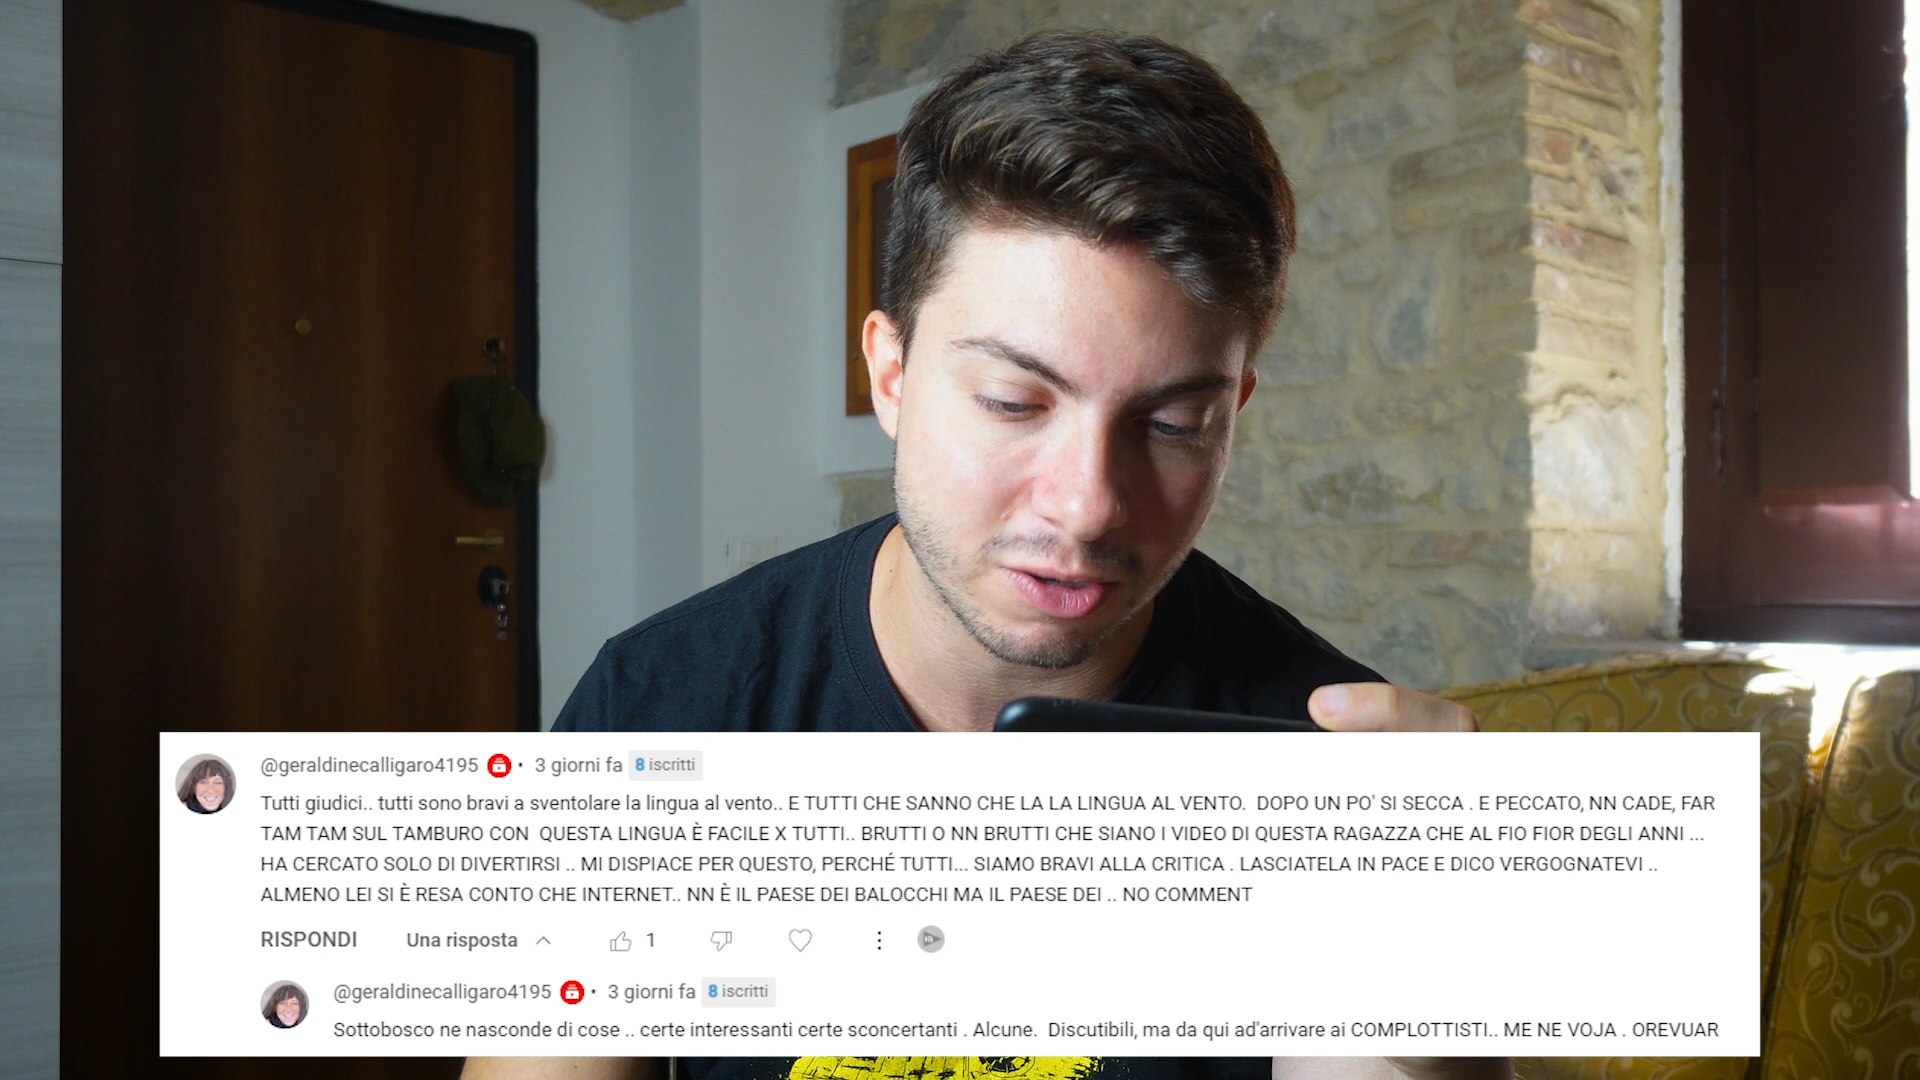 @geraldinecalligaro4195 • 3 giorni fa 8 iscritti
Tutti giudici.. tutti sono bravi a sventolare la lingua al vento.. E TUTTI CHE SANNO CHE LA LA LINGUA AL VENTO. DOPO UN PO' SI SECCA . E PECCATO, NN CADE, FAR
TAM TAM SUL TAMBURO CON QUESTA LINGUA È FACILE X TUTTI.. BRUTTI O NN BRUTTI CHE SIANO I VIDEO DI QUESTA RAGAZZA CHE AL FIO FIOR DEGLI ANNI ...
HA CERCATO SOLO DI DIVERTIRSI .. MI DISPIACE PER QUESTO, PERCHÉ TUTTI... SIAMO BRAVI ALLA CRITICA . LASCIATELA IN PACE E DICO VERGOGNATEVI ..
ALMENO LEI SI È RESA CONTO CHE INTERNET.. NN È IL PAESE DEI BALOCCHI MA IL PAESE DEI .. NO COMMENT
RISPONDI Una risposta 1
@geraldinecalligaro4195 • 3 giorni fa 8 iscritti
Sottobosco ne nasconde di cose .. certe interessanti certe sconcertanti . Alcune. Discutibili, ma da qui ad'arrivare ai COMPLOTTISTI.. ME NE VOJA . OREVUAR